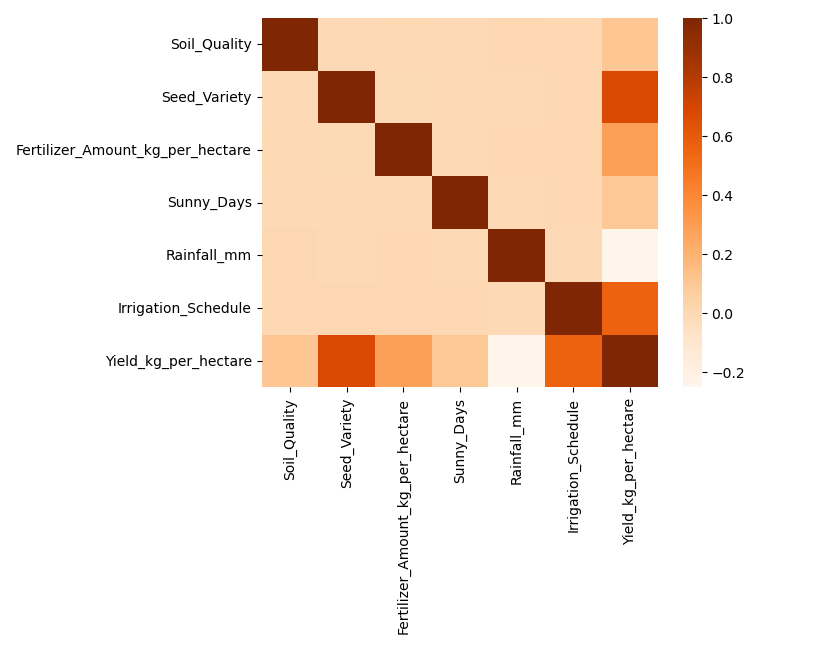 Soil_Quality
Seed_Variety
Fertilizer_Amount_kg_per_hectare
Sunny_Days
Rainfall_mm
Irrigation_Schedule
Yield_kg_per_hectare
Soil_Quality
Seed_Variety
Fertilizer_Amount_kg_per_hectare
Sunny_Days
Rainfall_mm
Irrigation_Schedule
Yield_kg_per_hectare
1.0
0.8
0.6
0.4
0.2
0.0
−0.2